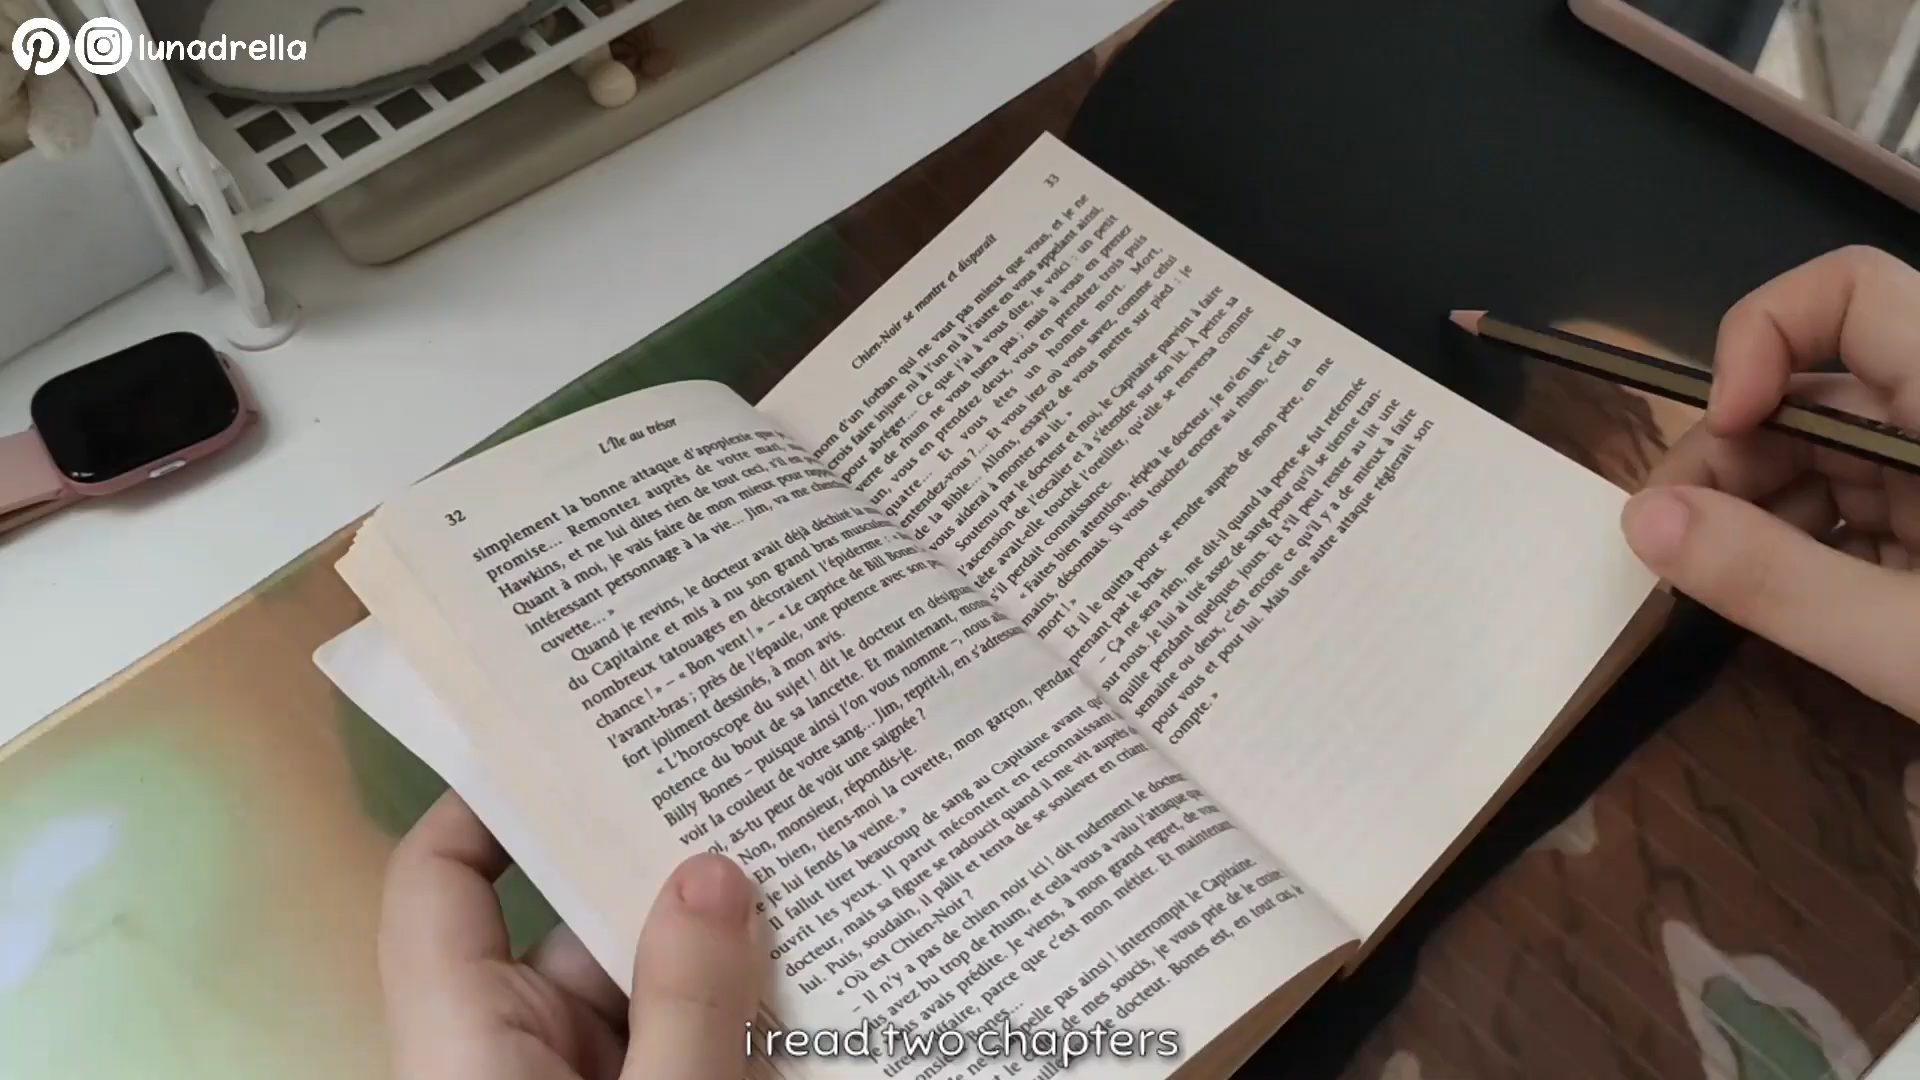 lunadrella
32
L'Île au trésor
simplement la bonne attaque d'apoplexie que
promise... Remontez auprès de votre mari,
Hawkins, et ne lui dites rien de tout ceci, s'il en
Quant à moi, je vais faire de mon mieux pour
intéressant personnage à la vie... Jim, va me
cuvette... »
Quand je revins, le docteur avait déjà déchiré la
du Capitaine et mis à nu son grand bras
nombreux tatouages en décoraient l'épiderme :
chance ! » – « Bon vent ! » – « Le caprice de Bill Bones
l'avant-bras ; près de l'épaule, une potence avec son
fort joliment dessinés, à mon avis.
« L'horoscope du sujet ! dit le docteur en
potence du bout de sa lancette. Et maintenant,
Billy Bones – puisque ainsi l'on vous nomme –, nous
voir la couleur de votre sang... Jim, reprit-il, en
as-tu peur de voir une saignée ?
Non, monsieur, répondis-je.
Eh bien, tiens-moi la cuvette, mon garçon,
je lui fends la veine. »
Il fallut tirer beaucoup de sang au Capitaine avant
ouvrît les yeux. Il parut mécontent en reconnaissant
docteur, mais sa figure se radoucit quand il me vit auprès
lui. Puis, soudain, il pâlit et tenta de se soulever en criant
« Où est Chien-Noir ?
– Il n'y a pas de chien noir ici ! dit rudement le
avez bu trop de rhum, et cela vous a valu l'attaque que
avais prédite. Je viens, à mon grand regret, de vous
affaire, parce que c'est mon métier. Et maintenant
Bones...
pas ainsi ! interrompit le Capitaine.
de mes soucis, je vous prie de le croire
docteur. Bones est, en tout cas,
33
Chien-Noir se montre et disparaît
nom d'un forban qui ne vaut pas mieux que vous, et je ne
crois faire injure ni à l'un ni à l'autre en vous appelant ainsi,
pour abréger... Ce que j'ai à vous dire, le voici : un petit
verre de rhum ne vous tuera pas ; mais si vous en prenez
un, vous en prendrez deux, vous en prendrez trois puis
quatre... Et vous êtes un homme mort. Mort,
entendez-vous ?... Et vous irez où vous savez, comme celui
de la Bible... Allons, essayez de vous mettre sur pied : je
vous aiderai à monter au lit. »
Soutenu par le docteur et moi, le Capitaine parvint à faire
l'ascension de l'escalier et à s'étendre sur son lit. À peine sa
tête avait-elle touché l'oreiller, qu'elle se renversa comme
s'il perdait connaissance.
« Faites bien attention, répéta le docteur. Je m'en lave les
mains, désormais. Si vous touchez encore au rhum, c'est la
mort ! »
Et il le quitta pour se rendre auprès de mon père, en me
prenant par le bras.
– Ça ne sera rien, me dit-il quand la porte se fut refermée
sur nous. Je lui ai tiré assez de sang pour qu'il se tienne tran-
quille pendant quelques jours. Et s'il peut rester au lit une
semaine ou deux, c'est encore ce qu'il y a de mieux à faire
pour vous et pour lui. Mais une autre attaque réglerait son
compte. »
i read two chapters